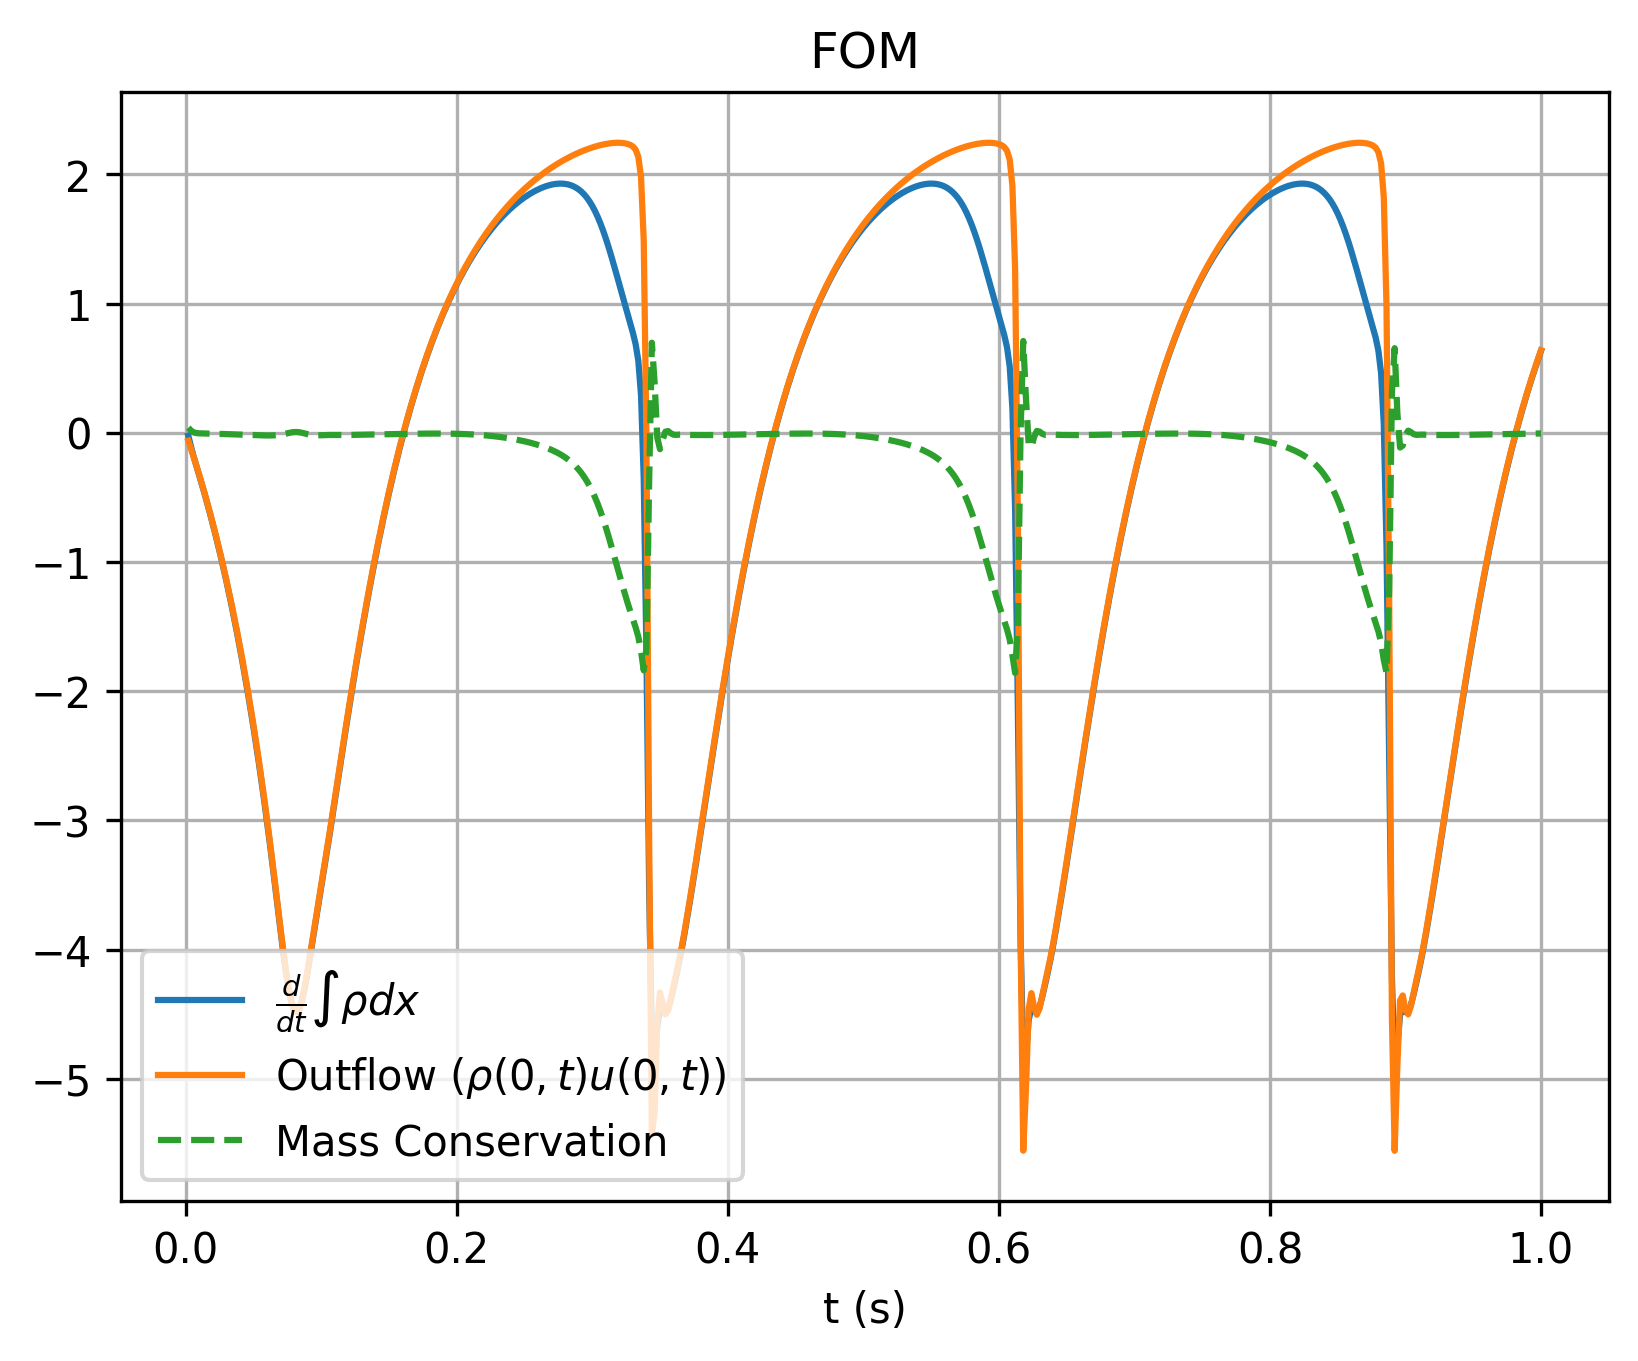 FOM
2
1
0
−1
−2
−3
−4
−5
d/dt ∫ρdx
Outflow (ρ(0, t)u(0, t))
Mass Conservation
0.0 0.2 0.4 0.6 0.8 1.0
t (s)